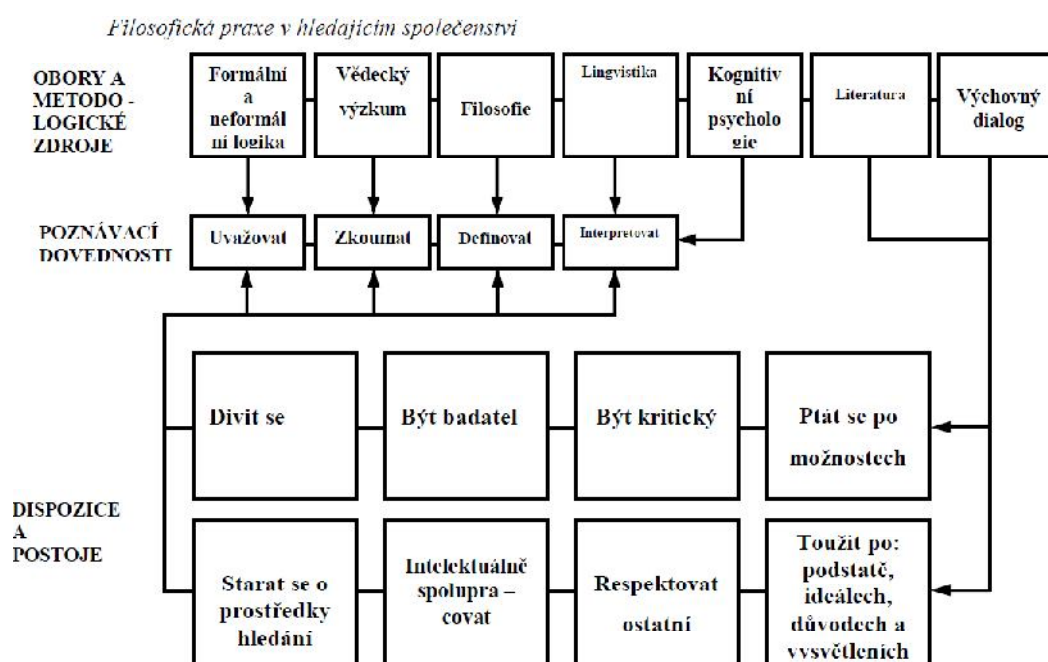 Filosofická praxe v hledajícím společenství
OBORY A
METODO -
LOGICKÉ
ZDROJE
Formální
a
neformál
ní logika
Vědecký
výzkum
Filosofie
Lingvistika
Kognitiv
ní
psycholo
gie
Literatura
Výchovný
dialog
POZNÁVACÍ
DOVEDNOSTI
Uvažovat
Zkoumat
Definovat
Interpretovat
Divit se
Být badatel
Být kritický
Ptát se po
možnostech
DISPOZICE
A
POSTOJE
Starat se o
prostředky
hledání
Intelektuálně
spolupra –
covat
Respektovat
ostatní
Toužit po:
podstatě,
ideálech,
důvodech a
vysvětleních